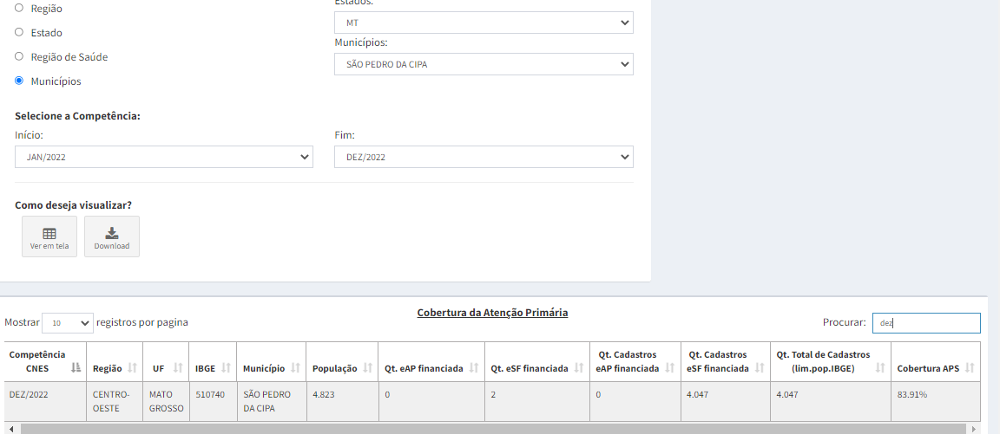 Região
Estado
Região de Saúde
Municípios
Estados:
MT
Municípios:
SÃO PEDRO DA CIPA
Selecione a Competência:
Início:
JAN/2022
Fim:
DEZ/2022
Como deseja visualizar?
Ver em tela
Download
Cobertura da Atenção Primária
Mostrar 10 registros por pagina
Procurar: dez
Competência CNES
Região
UF
IBGE
Município
População
Qt. eAP financiada
Qt. eSF financiada
Qt. Cadastros eAP financiada
Qt. Cadastros eSF financiada
Qt. Total de Cadastros (lim.pop.IBGE)
Cobertura APS
DEZ/2022
CENTRO-OESTE
MATO GROSSO
510740
SÃO PEDRO DA CIPA
4.823
0
2
0
4.047
4.047
83.91%